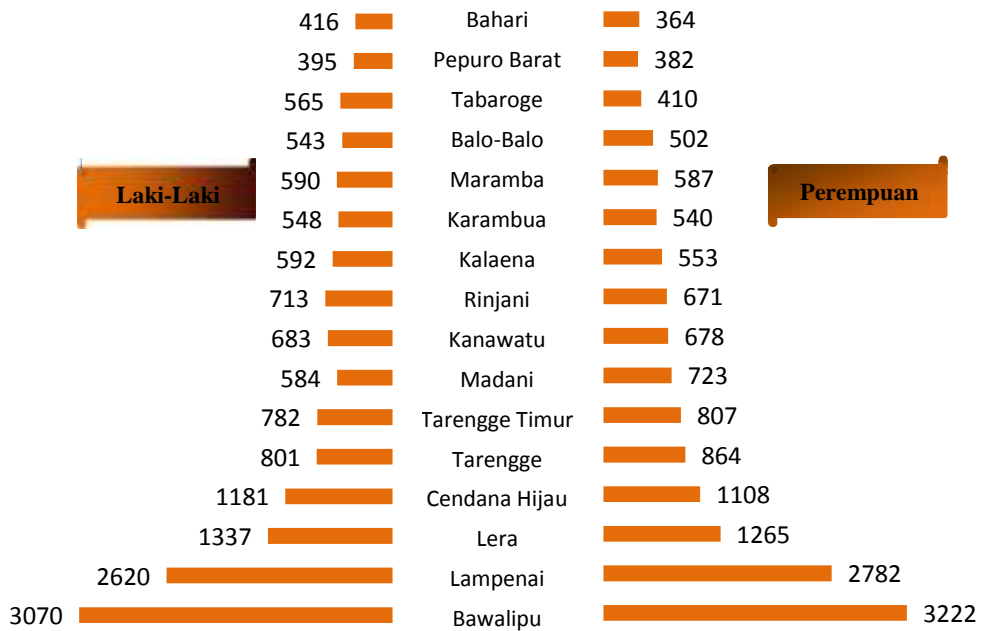 416 Bahari 364
395 Pepuro Barat 382
565 Tabaroge 410
543 Balo-Balo 502
Laki-Laki
590 Maramba 587
Perempuan
548 Karambua 540
592 Kalaena 553
713 Rinjani 671
683 Kanawatu 678
584 Madani 723
782 Tarengge Timur 807
801 Tarengge 864
1181 Cendana Hijau 1108
1337 Lera 1265
2620 Lampenai 2782
3070 Bawalipu 3222